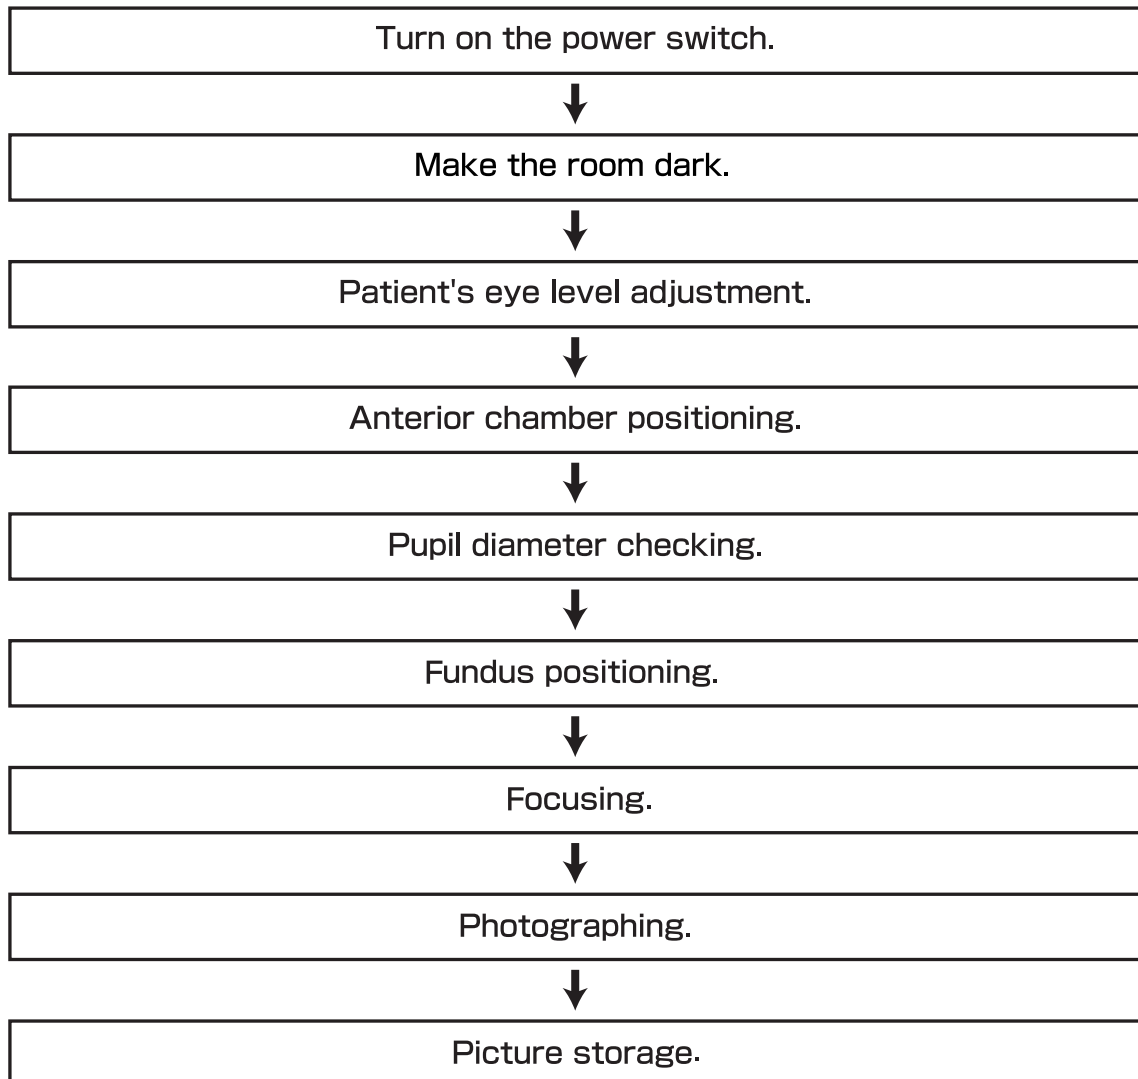 Turn on the power switch.
Make the room dark.
Patient's eye level adjustment.
Anterior chamber positioning.
Pupil diameter checking.
Fundus positioning.
Focusing.
Photographing.
Picture storage.